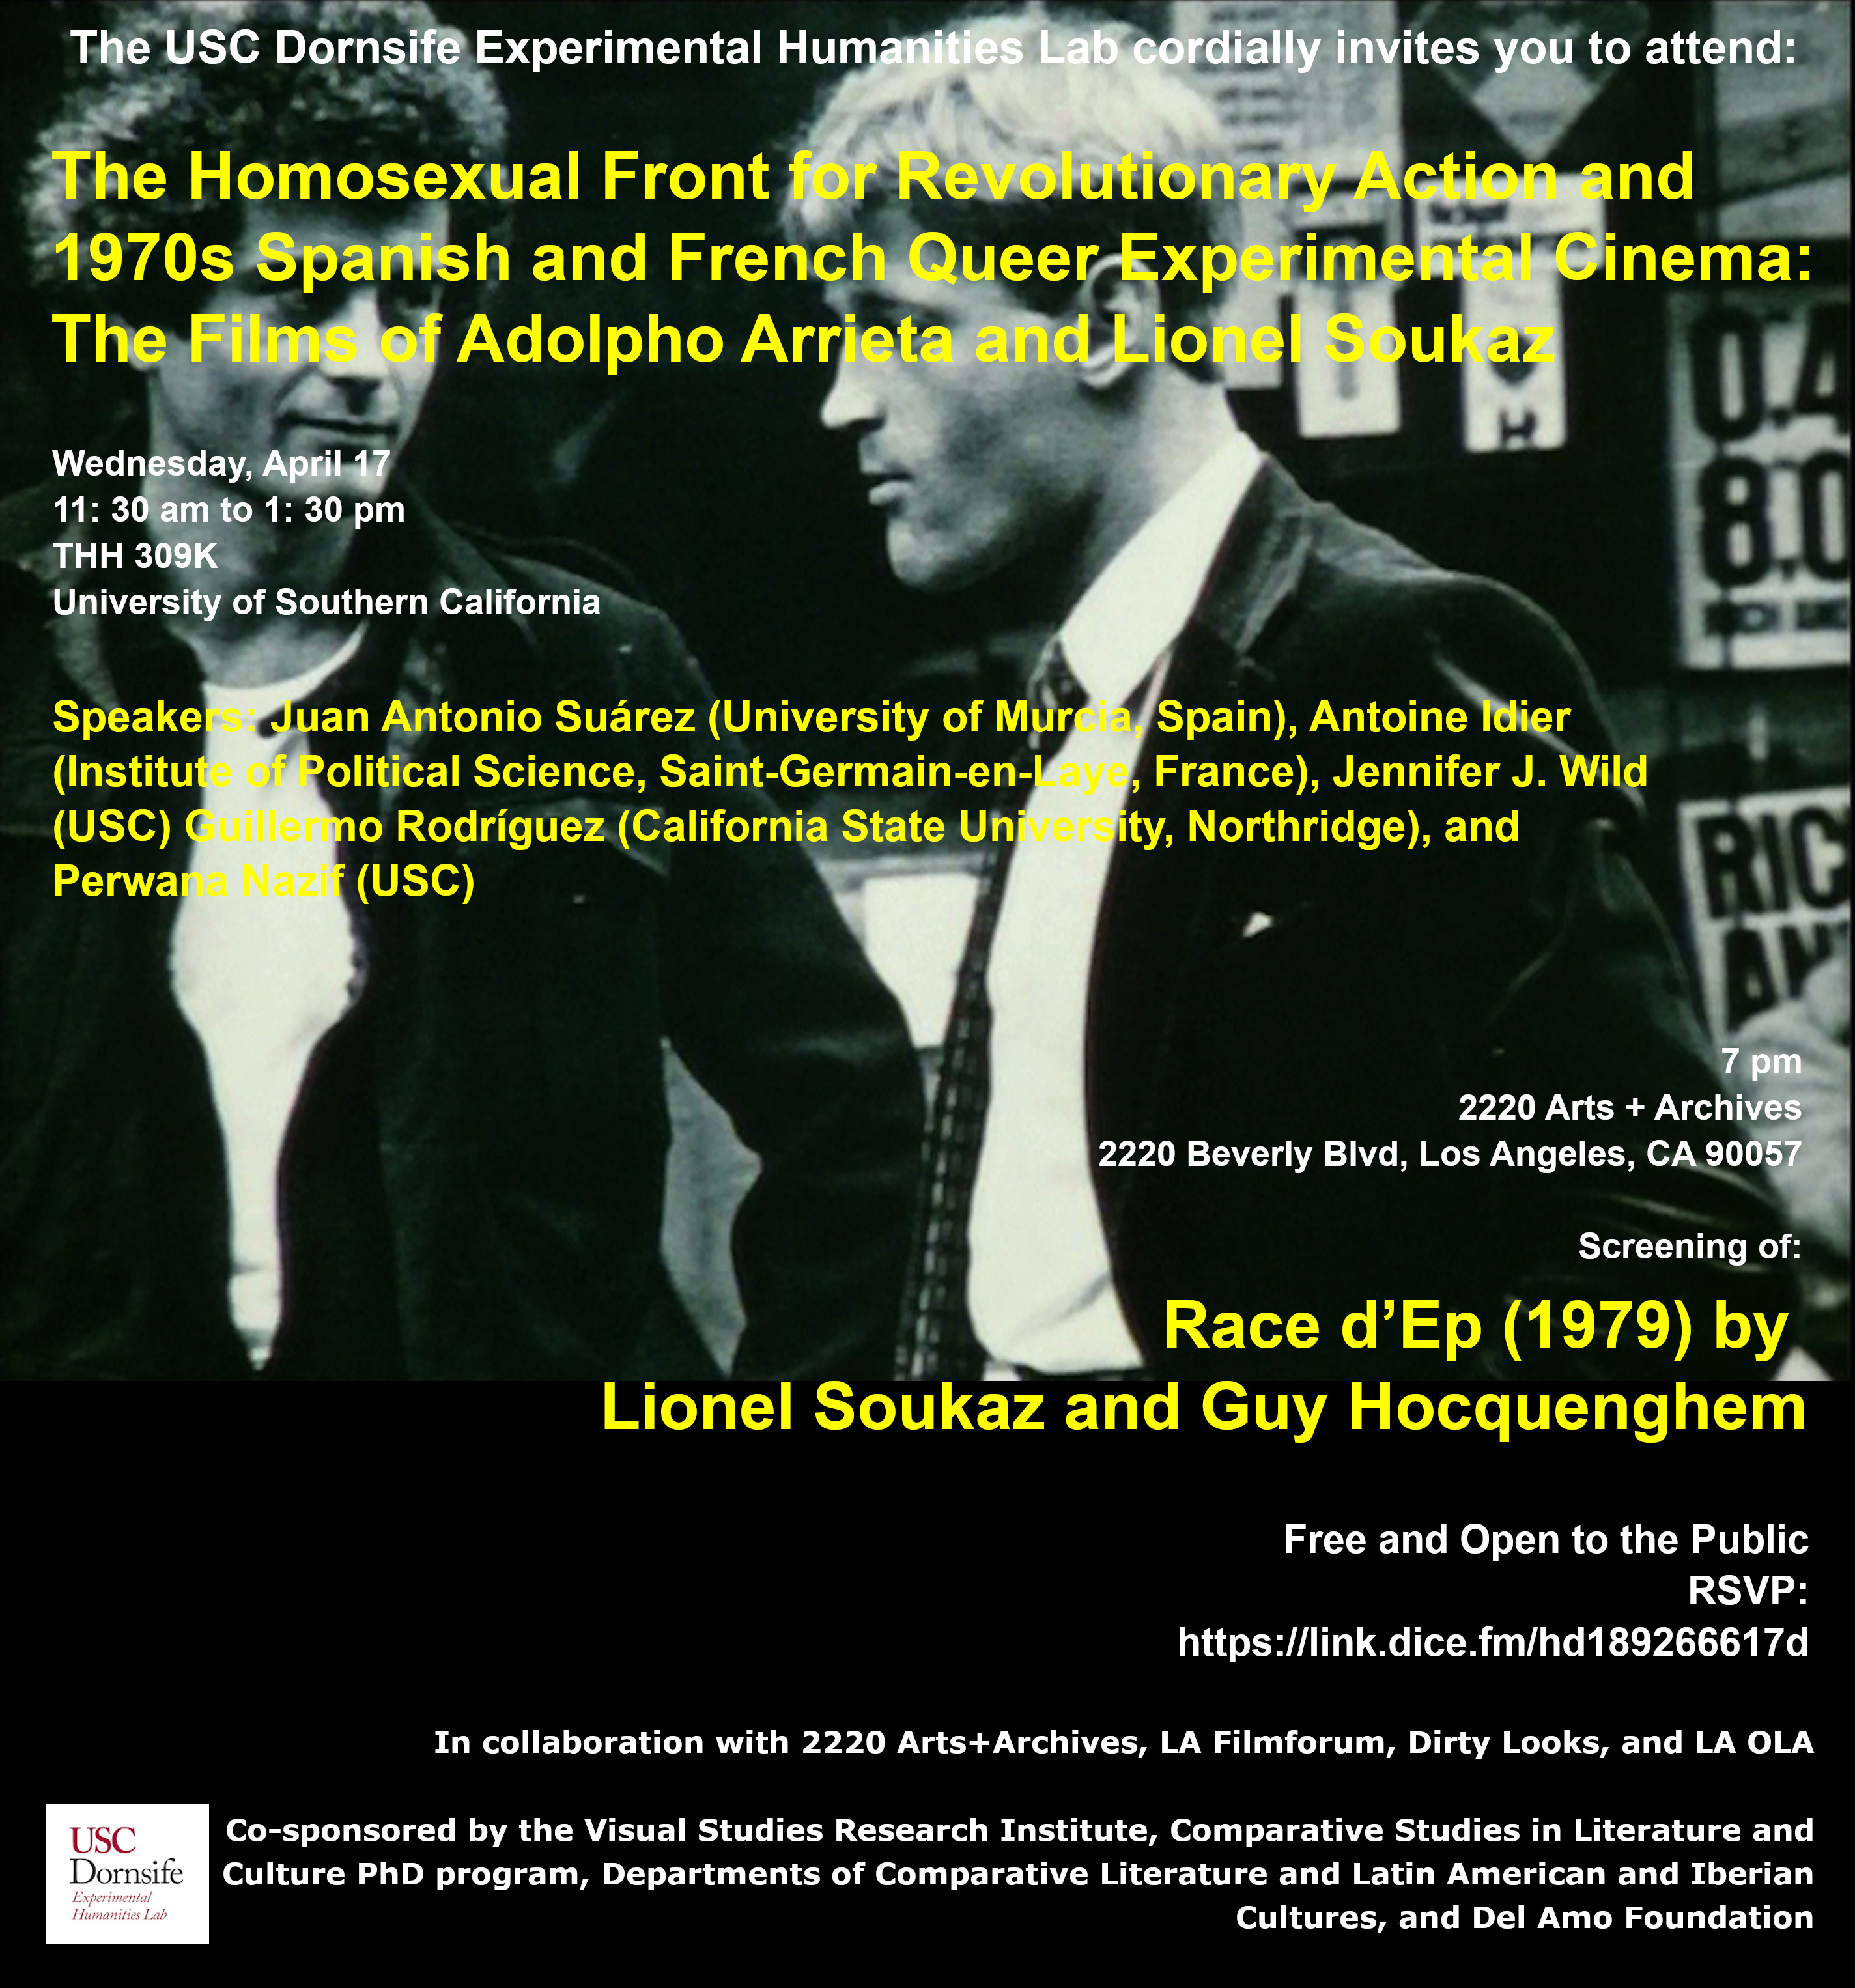 The USC Dornsife Experimental Humanities Lab cordially invites you to attend:
The Homosexual Front for Revolutionary Action and
1970s Spanish and French Queer Experimental Cinema:
The Films of Adolpho Arrieta and Lionel Soukaz
Wednesday, April 17
11: 30 am to 1: 30 pm
THH 309K
University of Southern California
Speakers: Juan Antonio Suárez (University of Murcia, Spain), Antoine Idier
(Institute of Political Science, Saint-Germain-en-Laye, France), Jennifer J. Wild
(USC) Guillermo Rodríguez (California State University, Northridge), and
Perwana Nazif (USC)
0.4
8.0
RIC
7 pm
2220 Arts + Archives
2220 Beverly Blvd, Los Angeles, CA 90057
Screening of:
Race d’Ep (1979) by
Lionel Soukaz and Guy Hocquenghem
Free and Open to the Public
RSVP:
https://link.dice.fm/hd189266617d
In collaboration with 2220 Arts+Archives, LA Filmforum, Dirty Looks, and LA OLA
Co-sponsored by the Visual Studies Research Institute, Comparative Studies in Literature and
Culture PhD program, Departments of Comparative Literature and Latin American and Iberian
Cultures, and Del Amo Foundation
USC
Dornsife
Experimental
Humanities Lab